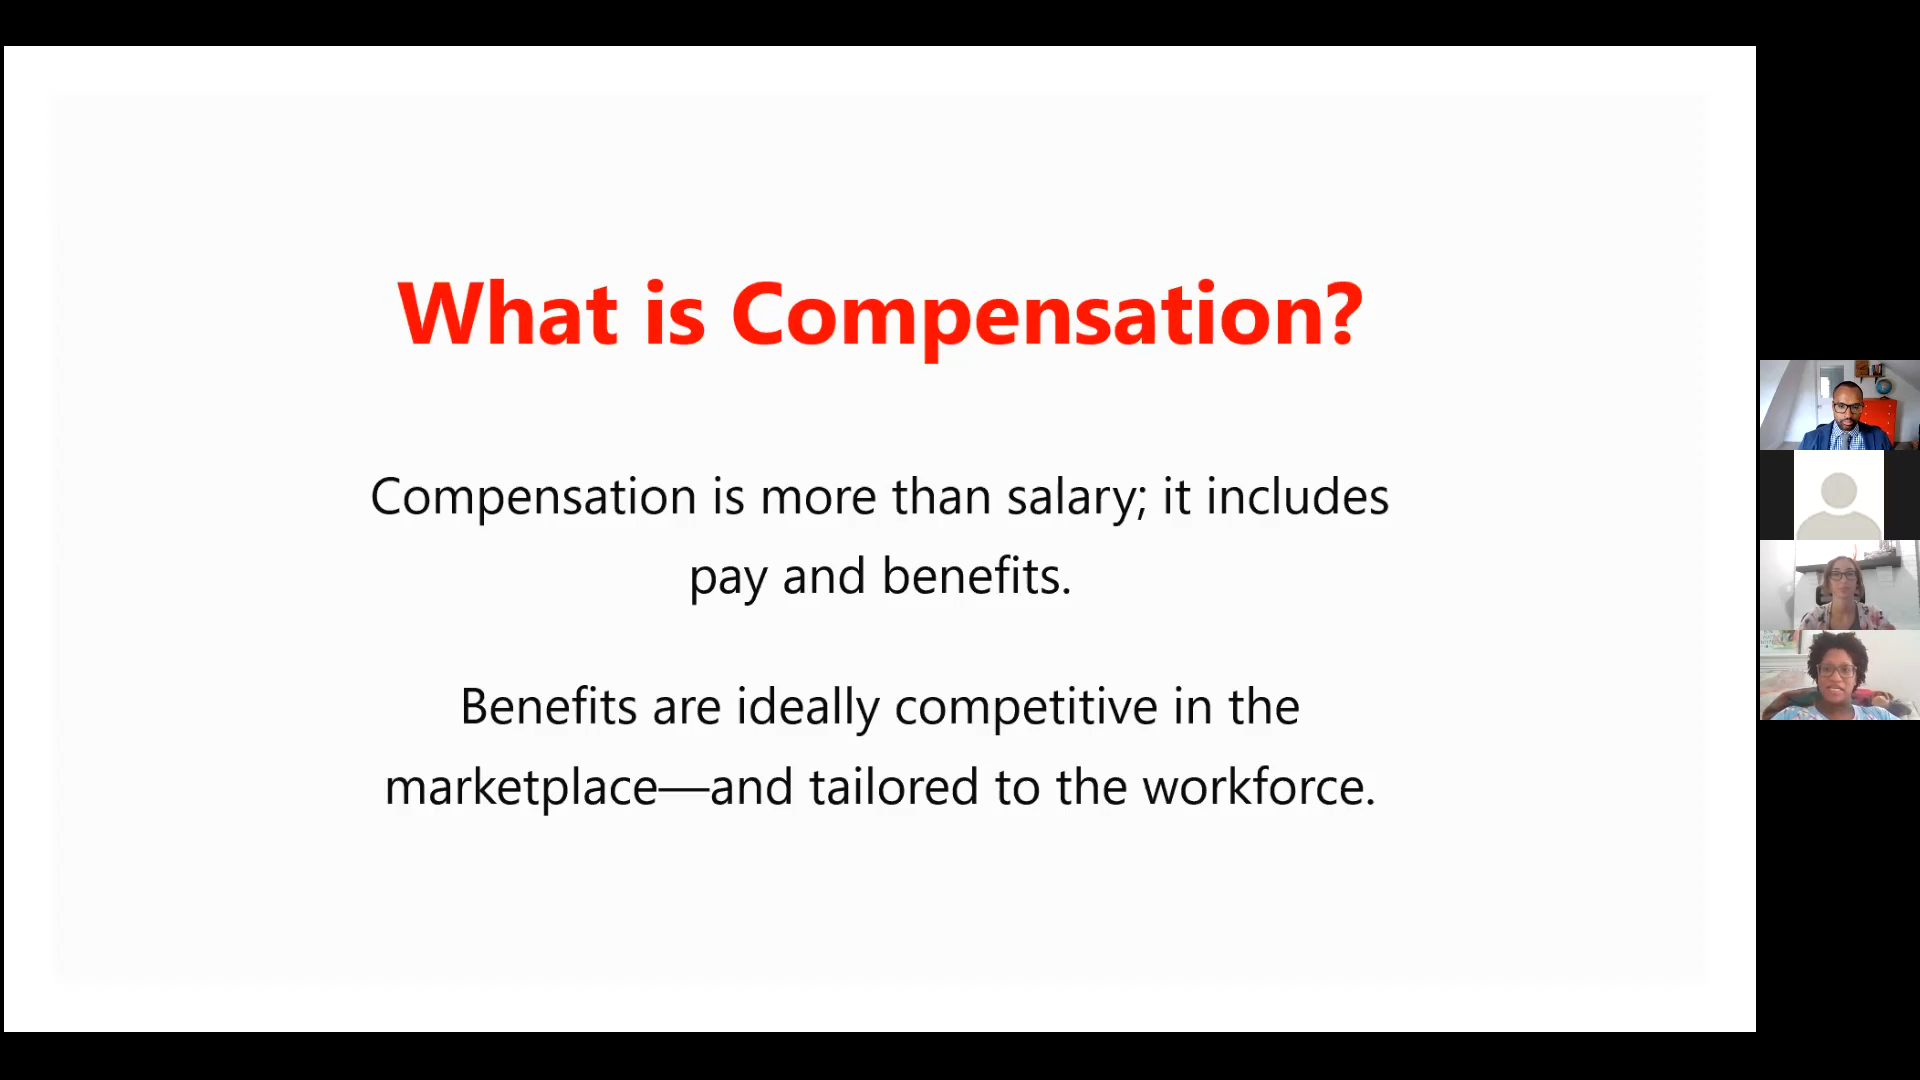 What is Compensation?
Compensation is more than salary; it includes
pay and benefits.
Benefits are ideally competitive in the
marketplace—and tailored to the workforce.